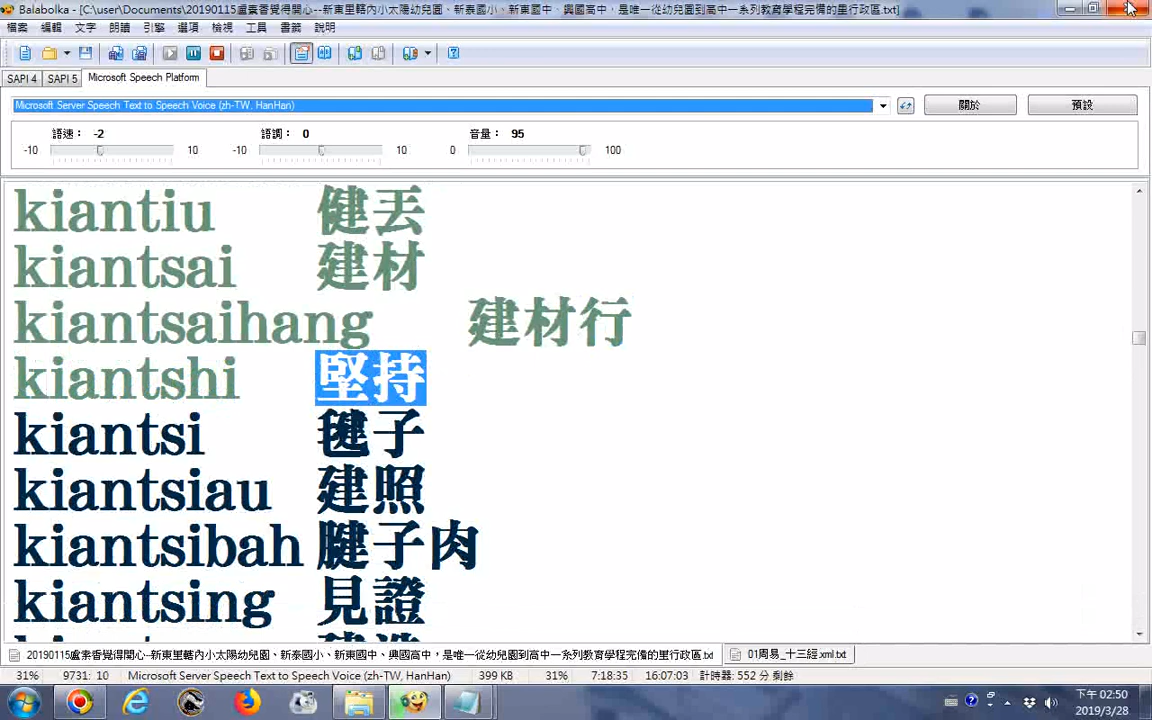 Balabolka - [C:\user\Documents\20190115盧素香覺得開心--新東里轄內小太陽幼兒園、新泰國小、新東國中、興國高中，是唯一從幼兒園到高中一系列教育學程完備的里行政區.txt]
檔案 編輯 文字 朗讀 引擎 選項 檢視 工具 書籤 說明
SAPI 4 SAPI 5 Microsoft Speech Platform
Microsoft Server Speech Text to Speech Voice (zh-TW, HanHan) 關於 預設
語速： -2 語調： 0 音量： 95
-10 10 -10 10 0 100
kiantiu 健丟
kiantsai 建材
kiantsaihang 建材行
kiantshi 堅持
kiantsi 毽子
kiantsiau 建照
kiantsibah 腱子肉
kiantsing 見證
20190115盧素香覺得開心--新東里轄內小太陽幼兒園、新泰國小、新東國中、興國高中，是唯一從幼兒園到高中一系列教育學程完備的里行政區.txt 01周易_十三經.xml.txt
31% 9731: 10 Microsoft Server Speech Text to Speech Voice (zh-TW, HanHan) 399 KB 31% 7:18:35 16:07:03 計時器: 552 分 剩餘
下午 02:50
2019/3/28